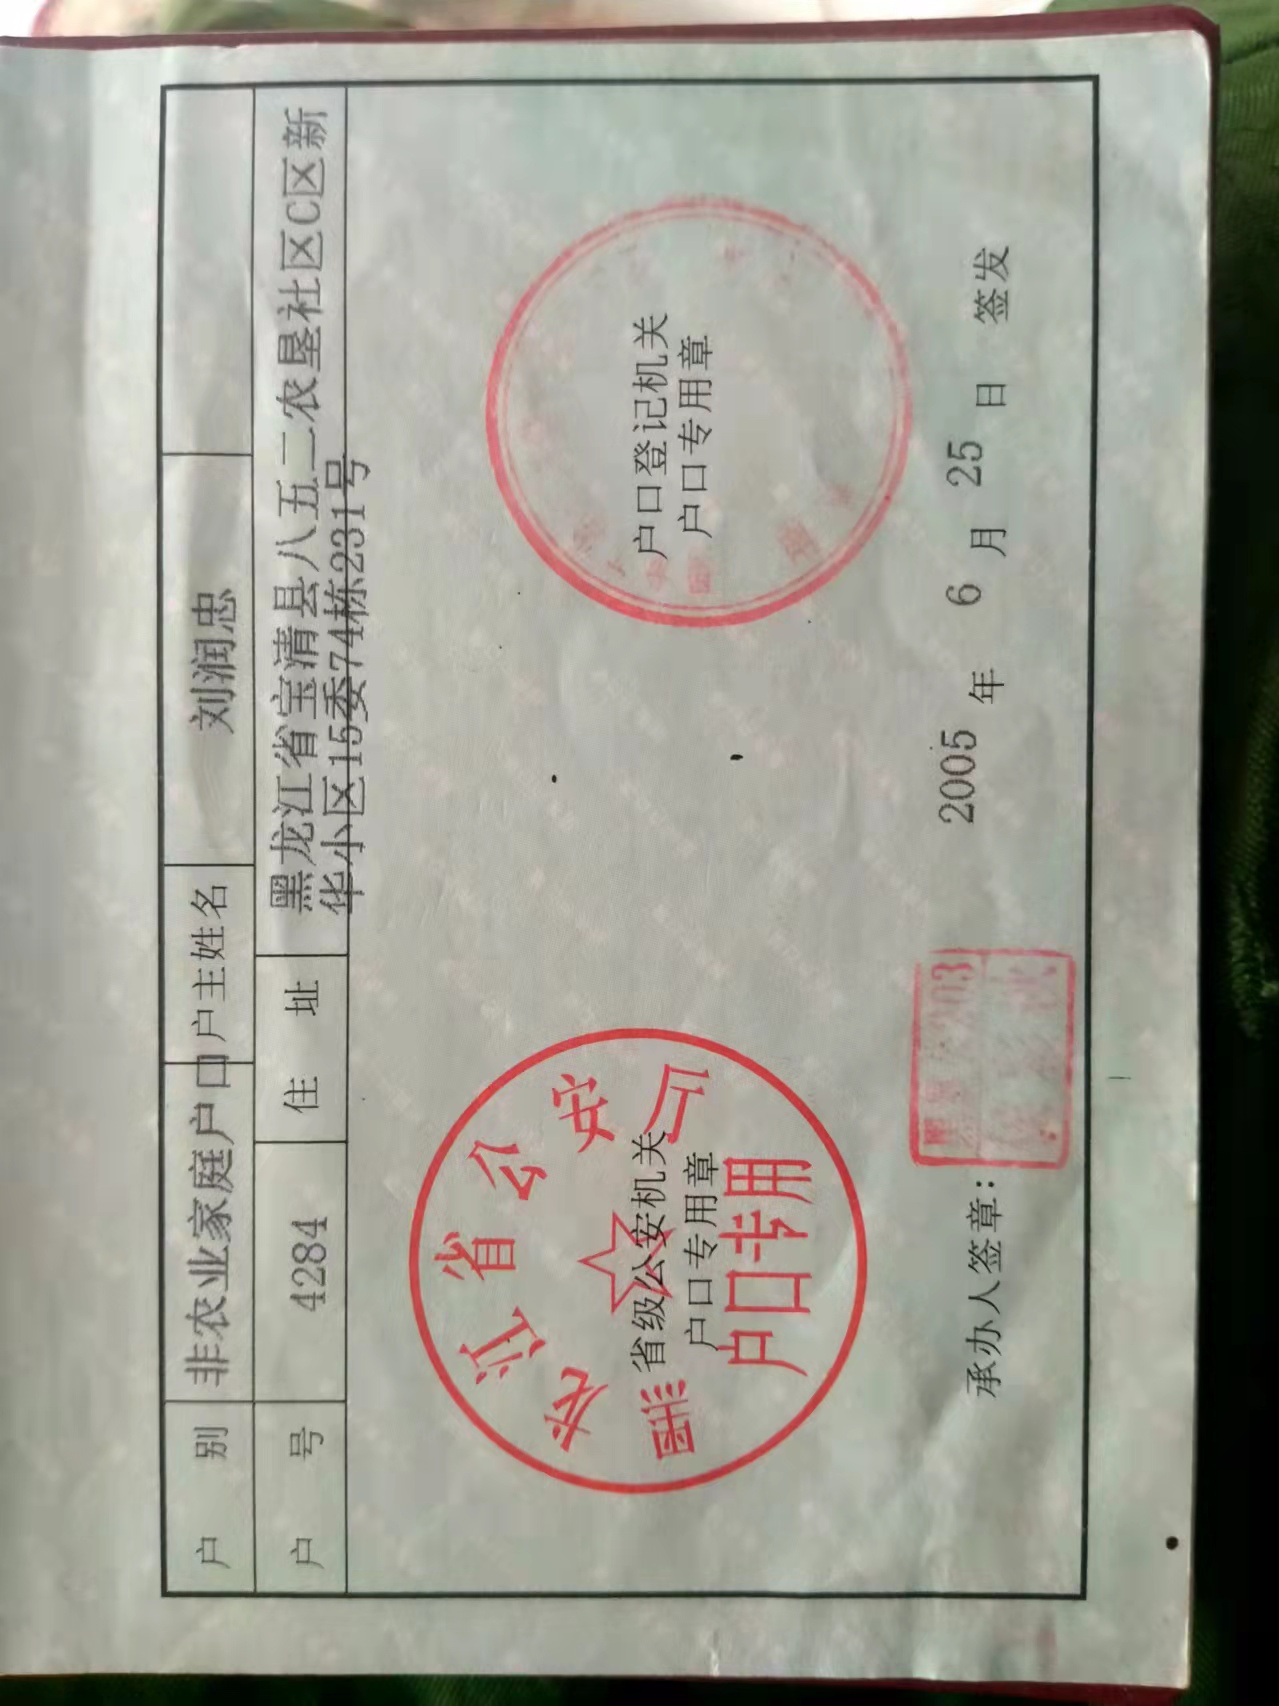 户 别 非农业家庭户口 户主姓名 刘润忠
户 号 4284 住 址 黑龙江省宝清县八五二农垦社区C区新
华小区15委74栋231号
黑龙江省公安厅
省级公安机关
户口专用章
户口专用
户口登记机关
户口专用章
承办人签章：
2005 年 6 月 25 日 签发